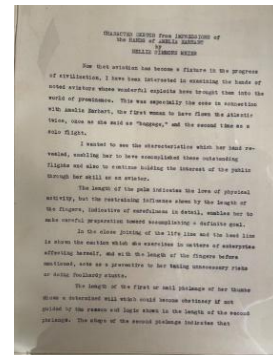 CHARACTER DERIVED from IMPRESSIONS of
the HANDS of AMELIA EARHART
by
NELLIE SIMMONS MEIER
Now that aviation has become a fixture in the progress
of civilization, I have been interested in examining the hands of
noted aviators whose wonderful exploits have brought them into the
world of prominence. This was especially the case in connection
with Amelia Earhart, the first woman to have flown the Atlantic
twice, once as she said as "baggage," and the second time as a
solo flight.
I wanted to see the characteristics which her hand re-
vealed, enabling her to have accomplished these outstanding
flights and also to continue holding the interest of the public
through her skill as an aviator.
The length of the palm indicates the love of physical
activity, but the restraining influence shown by the length of
the fingers, indicative of carefulness in detail, enables her to
make careful preparation toward accomplishing a definite goal.
In the close joining of the life line and the head line
is shown the caution which she exercises in matters of enterprise
affecting herself, and with the length of the fingers before
mentioned, acts as a preventive to her taking unnecessary risks
or doing foolhardy stunts.
The length of the first or nail phalange of her thumbs
shows a determined will which could become obstinacy if not
guided by the reason and logic shown in the length of the second
phalange. The shape of the second phalange indicates that